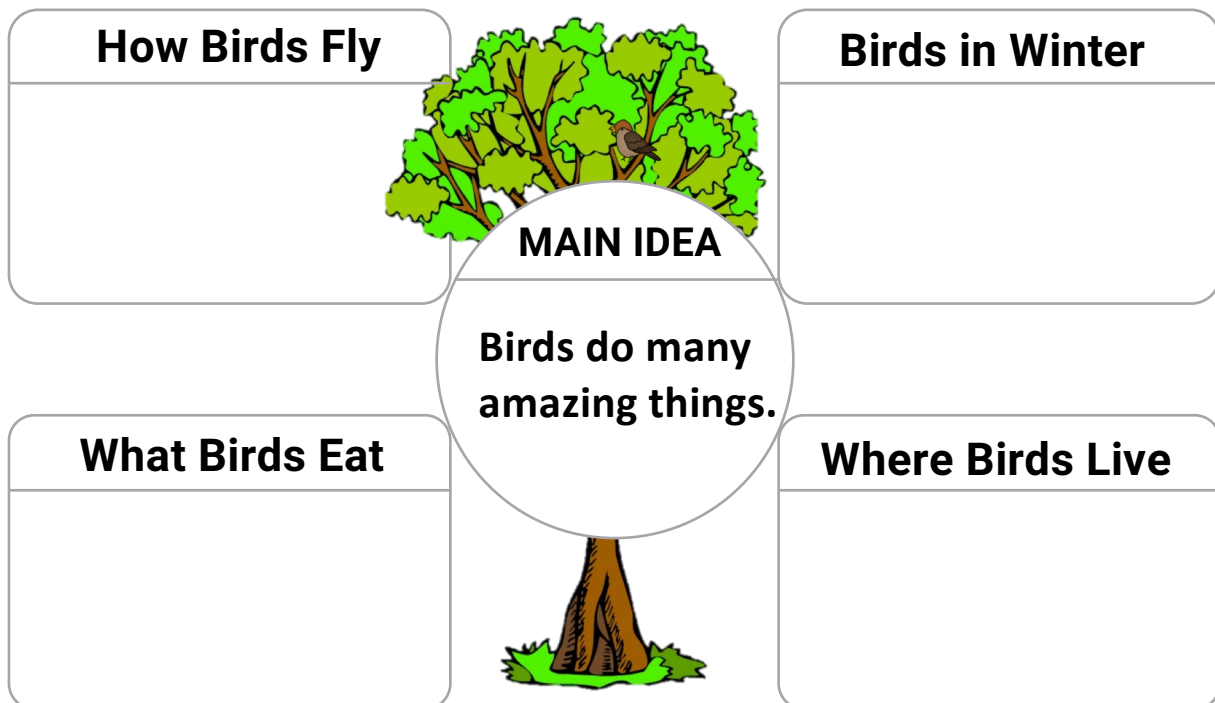 How Birds Fly
Birds in Winter
MAIN IDEA
Birds do many
amazing things.
What Birds Eat
Where Birds Live